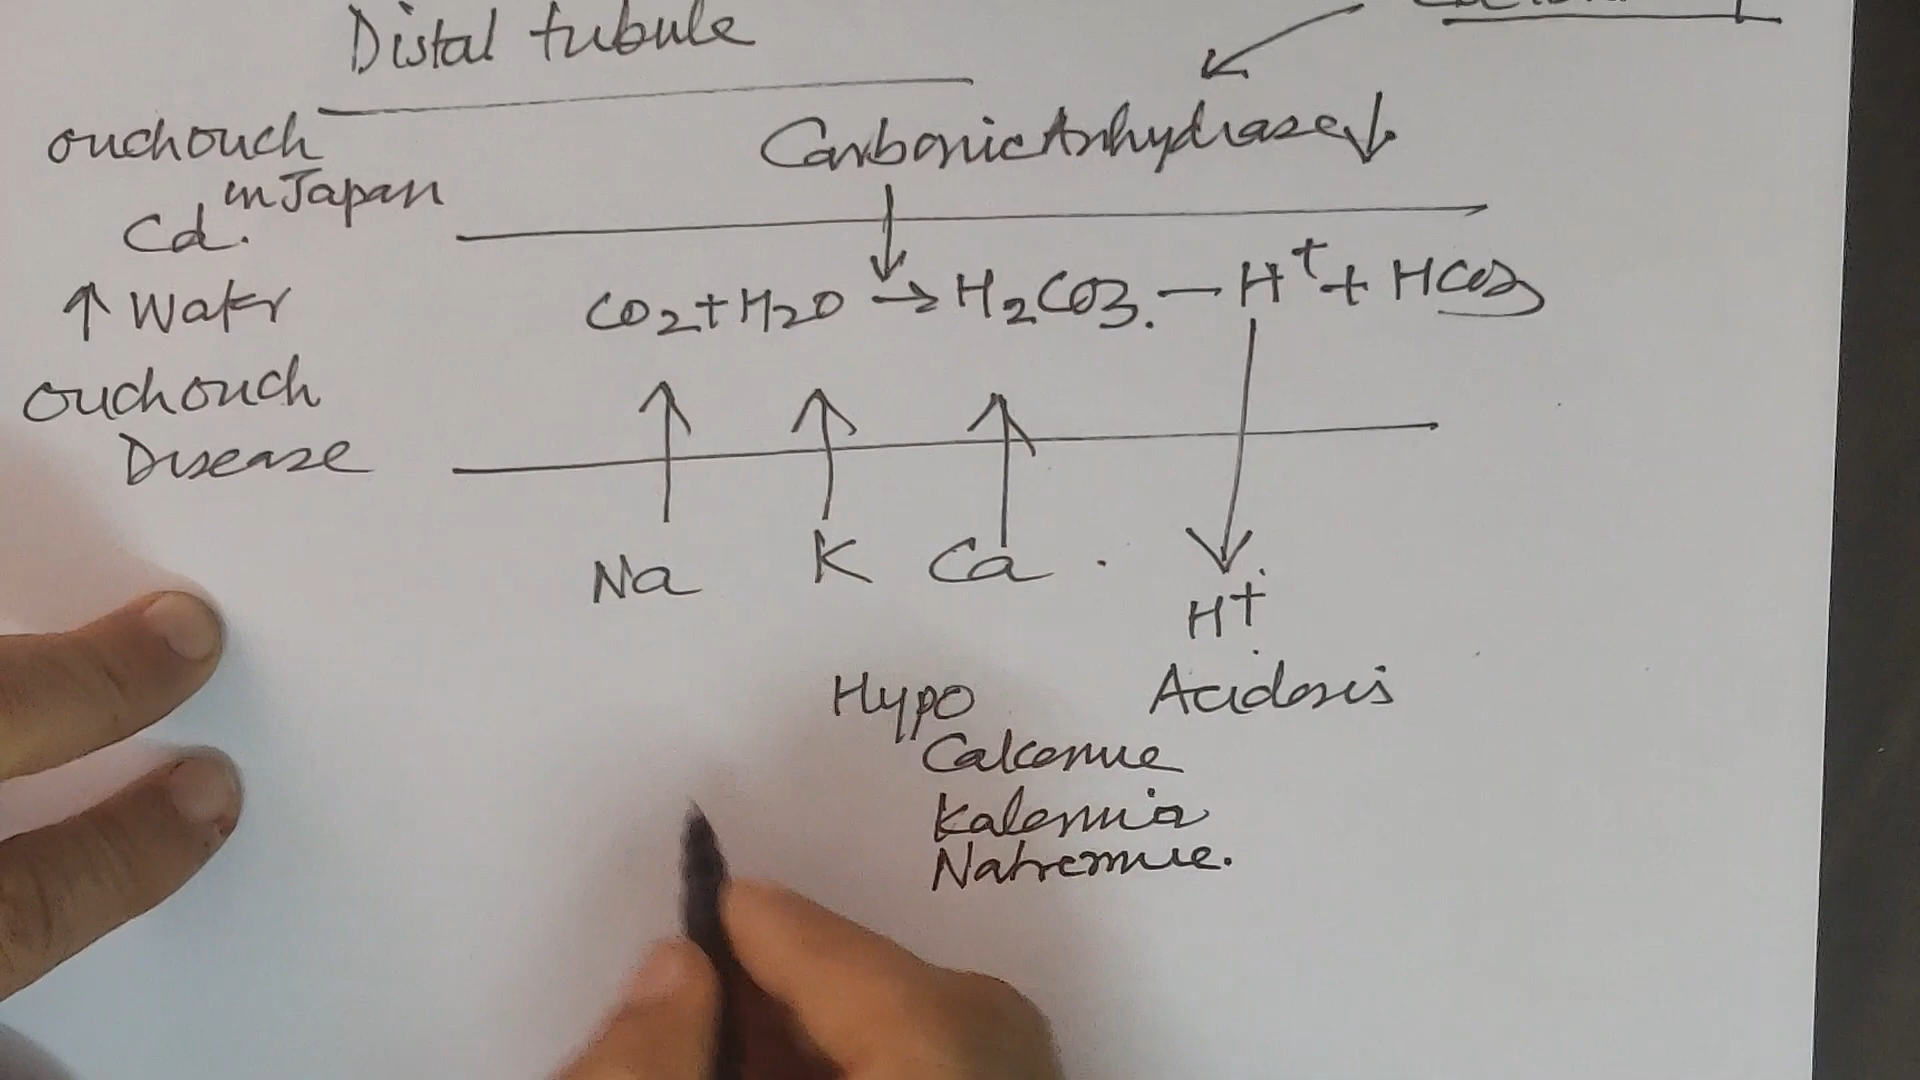 Distal tubule
ouchouch
in Japan
Cd.
↑ Water
Ouchouch
Disease
Carbonic Anhydrase ↓
CO2 + H2O → H2CO3. — H+ + HCO3
Na K Ca .
H+
Hypo
Acidosis
Calcemie
Kalemia
Natremie.